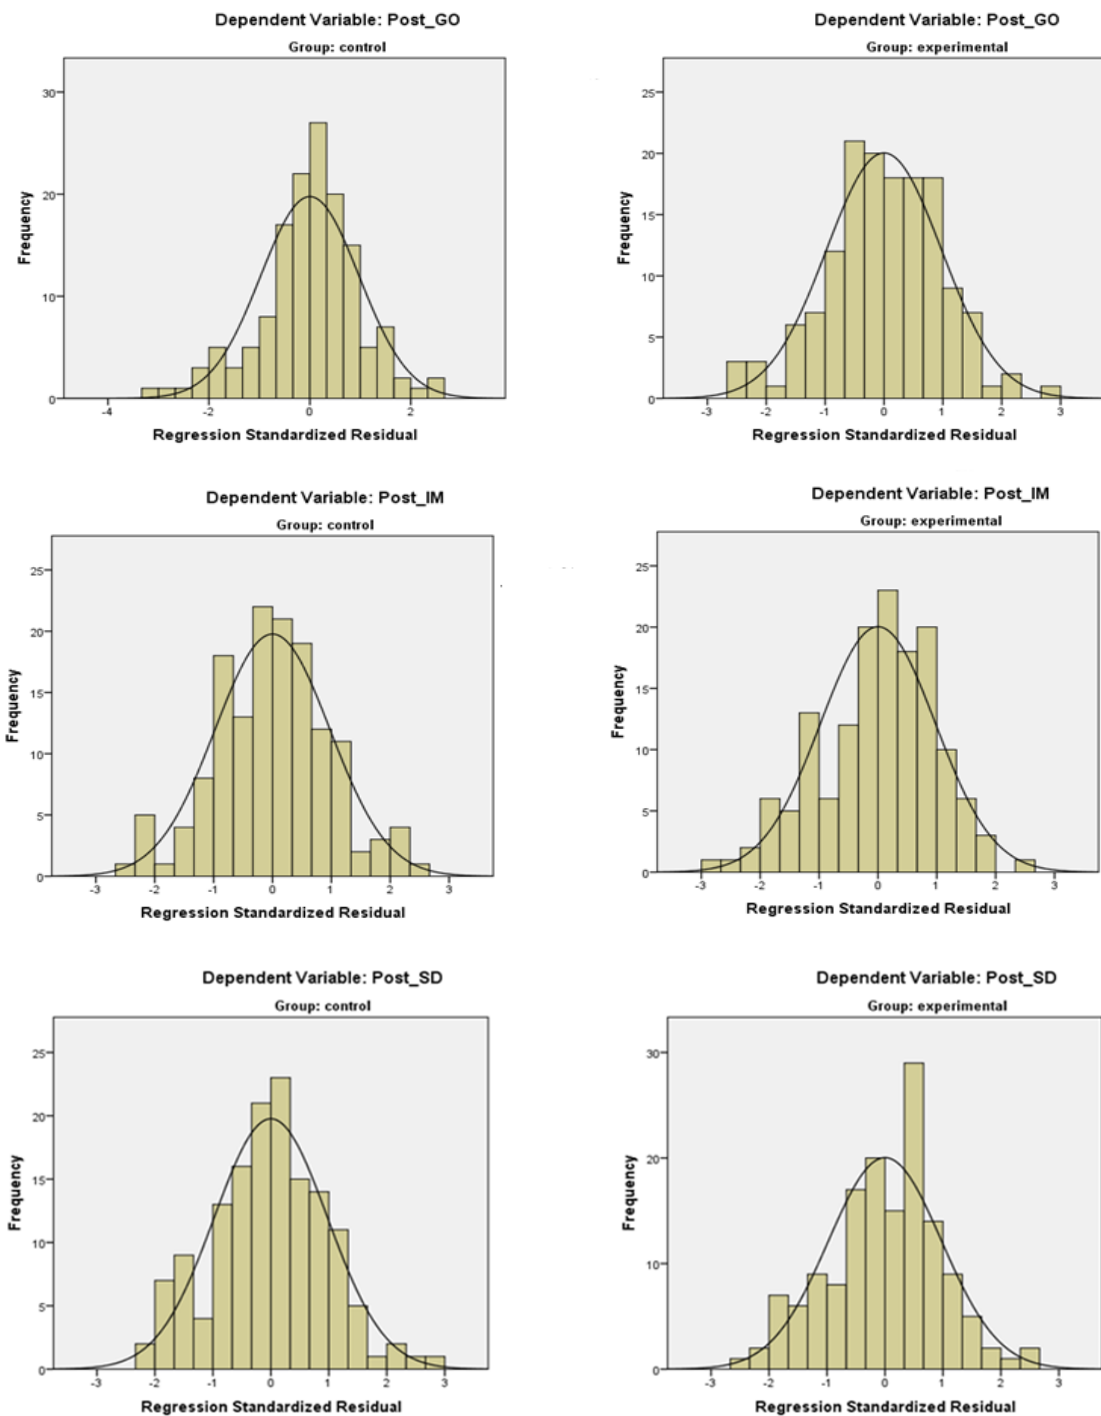 Dependent Variable: Post_GO
Group: control
30
20
10
0
Frequency
-4
-2
0
2
Regression Standardized Residual
Dependent Variable: Post_GO
Group: experimental
25
20
15
10
5
0
Frequency
-3
-2
-1
0
1
2
3
Regression Standardized Residual
Dependent Variable: Post_IM
Group: control
25
20
15
10
5
0
Frequency
-3
-2
-1
0
1
2
3
Regression Standardized Residual
Dependent Variable: Post_IM
Group: experimental
25
20
15
10
5
0
Frequency
-3
-2
-1
0
1
2
3
Regression Standardized Residual
Dependent Variable: Post_SD
Group: control
25
20
15
10
5
0
Frequency
-3
-2
-1
0
1
2
3
Regression Standardized Residual
Dependent Variable: Post_SD
Group: experimental
30
20
10
0
Frequency
-3
-2
-1
0
1
2
3
Regression Standardized Residual